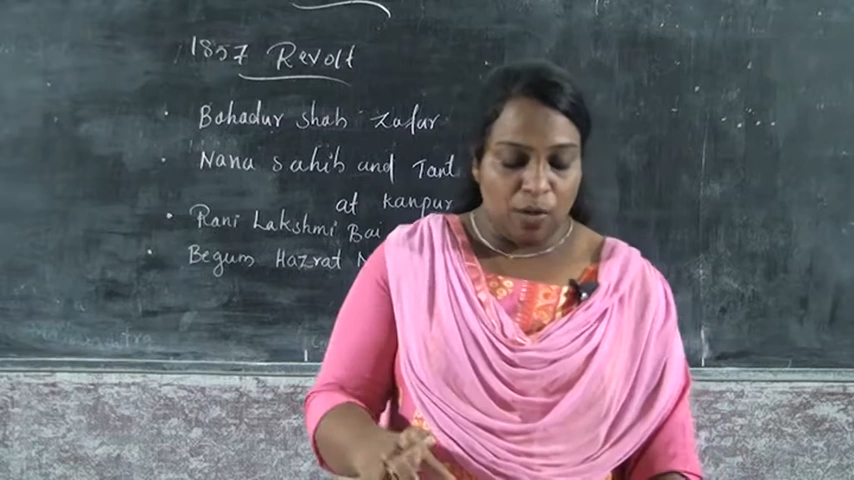 1857 Revolt
• Bahadur shah zafar
• Nana sahib and Tant
at kanpur
• Rani Lakshmi Bai
• Begum Hazrat